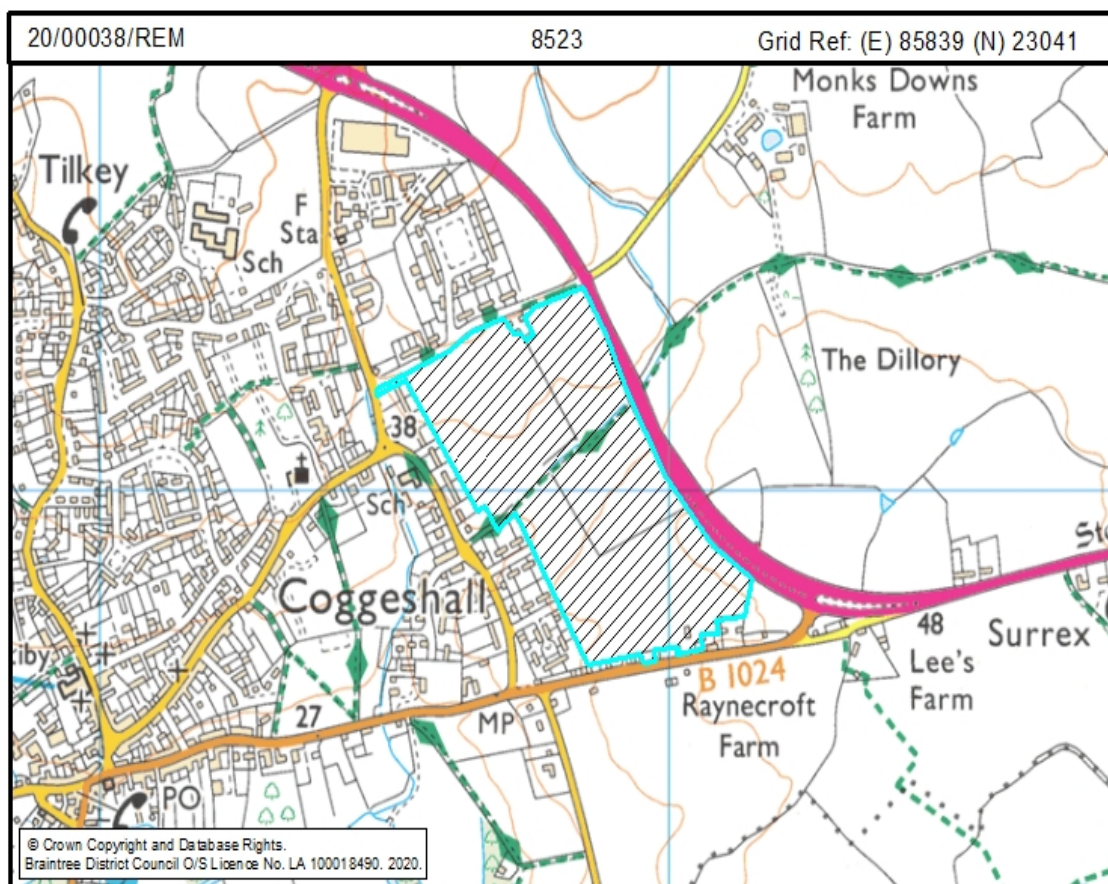 20/00038/REM 8523 Grid Ref: (E) 85839 (N) 23041
Monks Downs
Farm
Tilkey
F
Sta
Sch
The Dillory
38
Sch
Coggeshall
48
Surrex
Lee's
Farm
B 1024
Raynecroft
Farm
27
MP
PO
© Crown Copyright and Database Rights.
Braintree District Council O/S Licence No. LA 100018490. 2020.